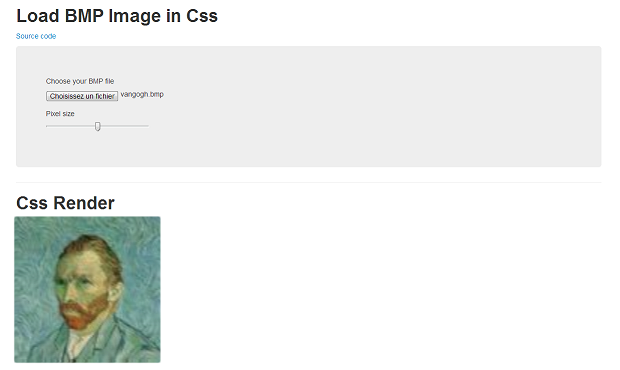 Load BMP Image in Css
Source code
Choose your BMP file
Choisissez un fichier vangogh.bmp
Pixel size
Css Render